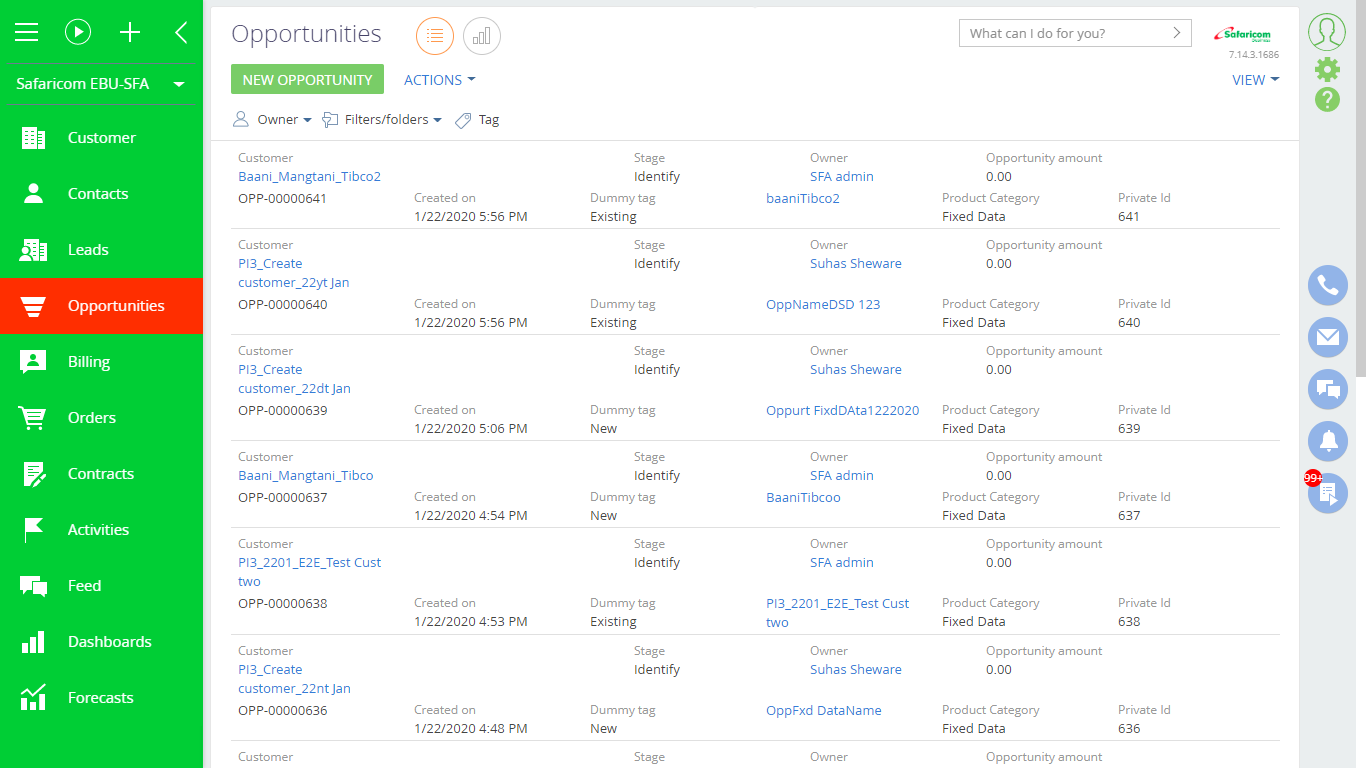 Opportunities
What can I do for you?
Safaricom
7.14.3.1686
NEW OPPORTUNITY
ACTIONS
VIEW
Owner
Filters/folders
Tag
Safaricom EBU-SFA
Customer
Contacts
Leads
Opportunities
Billing
Orders
Contracts
Activities
Feed
Dashboards
Forecasts
Customer Stage Owner Opportunity amount
Baani_Mangtani_Tibco2 Identify SFA admin 0.00
OPP-00000641 Created on Dummy tag baaniTibco2 Product Category Private Id
1/22/2020 5:56 PM Existing Fixed Data 641
Customer Stage Owner Opportunity amount
PI3_Create Identify Suhas Sheware 0.00
customer_22yt Jan
OPP-00000640 Created on Dummy tag OppNameDSD 123 Product Category Private Id
1/22/2020 5:56 PM Existing Fixed Data 640
Customer Stage Owner Opportunity amount
PI3_Create Identify Suhas Sheware 0.00
customer_22dt Jan
OPP-00000639 Created on Dummy tag Oppurt FixdDAta1222020 Product Category Private Id
1/22/2020 5:06 PM New Fixed Data 639
Customer Stage Owner Opportunity amount
Baani_Mangtani_Tibco Identify SFA admin 0.00
OPP-00000637 Created on Dummy tag BaaniTibcoo Product Category Private Id
1/22/2020 4:54 PM New Fixed Data 637
Customer Stage Owner Opportunity amount
PI3_2201_E2E_Test Cust Identify SFA admin 0.00
two
OPP-00000638 Created on Dummy tag PI3_2201_E2E_Test Cust Product Category Private Id
1/22/2020 4:53 PM Existing two Fixed Data 638
Customer Stage Owner Opportunity amount
PI3_Create Identify Suhas Sheware 0.00
customer_22nt Jan
OPP-00000636 Created on Dummy tag OppFxd DataName Product Category Private Id
1/22/2020 4:48 PM New Fixed Data 636
Customer Stage Owner Opportunity amount
99+